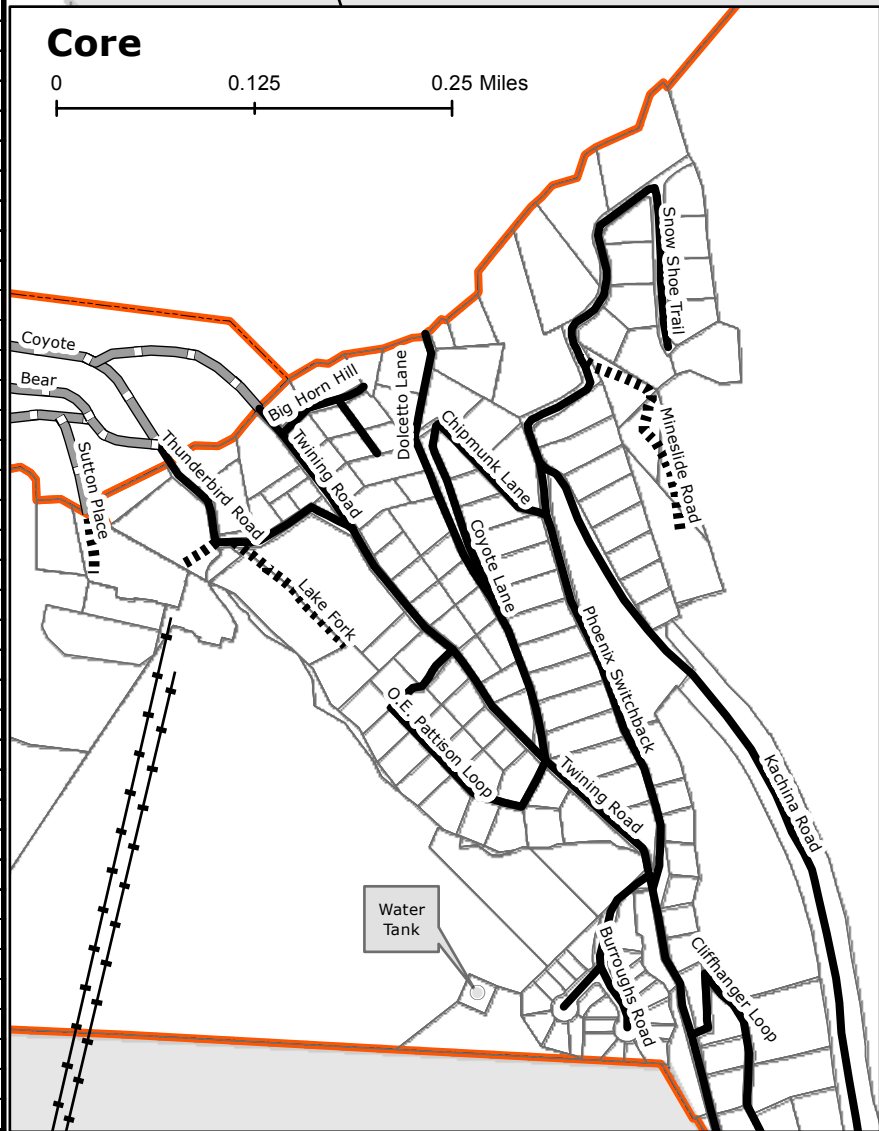 Core
0 0.125 0.25 Miles
Snow Shoe Trail
Coyote
Bear
Big Horn Hill
Dolcetto Lane
Chipmunk Lane
Mineslide Road
Sutton Place
Thunderbird Road
Twining Road
Coyote Lane
Lake Fork
Phoenix Switchback
O.E. Pattison Loop
Twining Road
Kachina Road
Water
Tank
Burroughs Road
Cliffhanger Loop